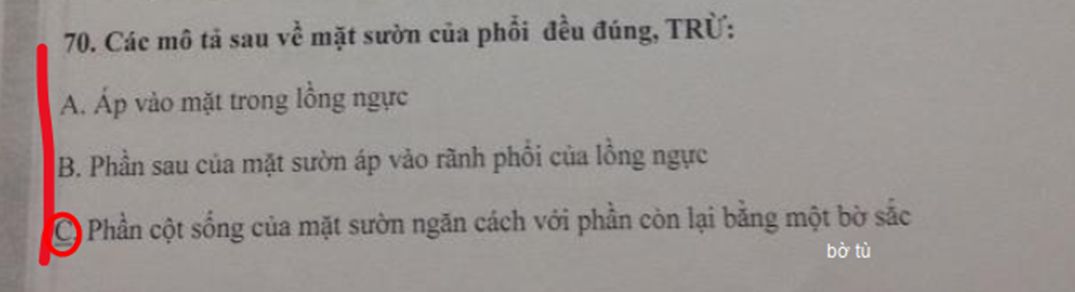 70. Các mô tả sau về mặt sườn của phổi đều đúng, TRỪ:
A. Áp vào mặt trong lồng ngực
B. Phần sau của mặt sườn áp vào rãnh phổi của lồng ngực
C. Phần cột sống của mặt sườn ngăn cách với phần còn lại bằng một bờ sắc
bờ tù